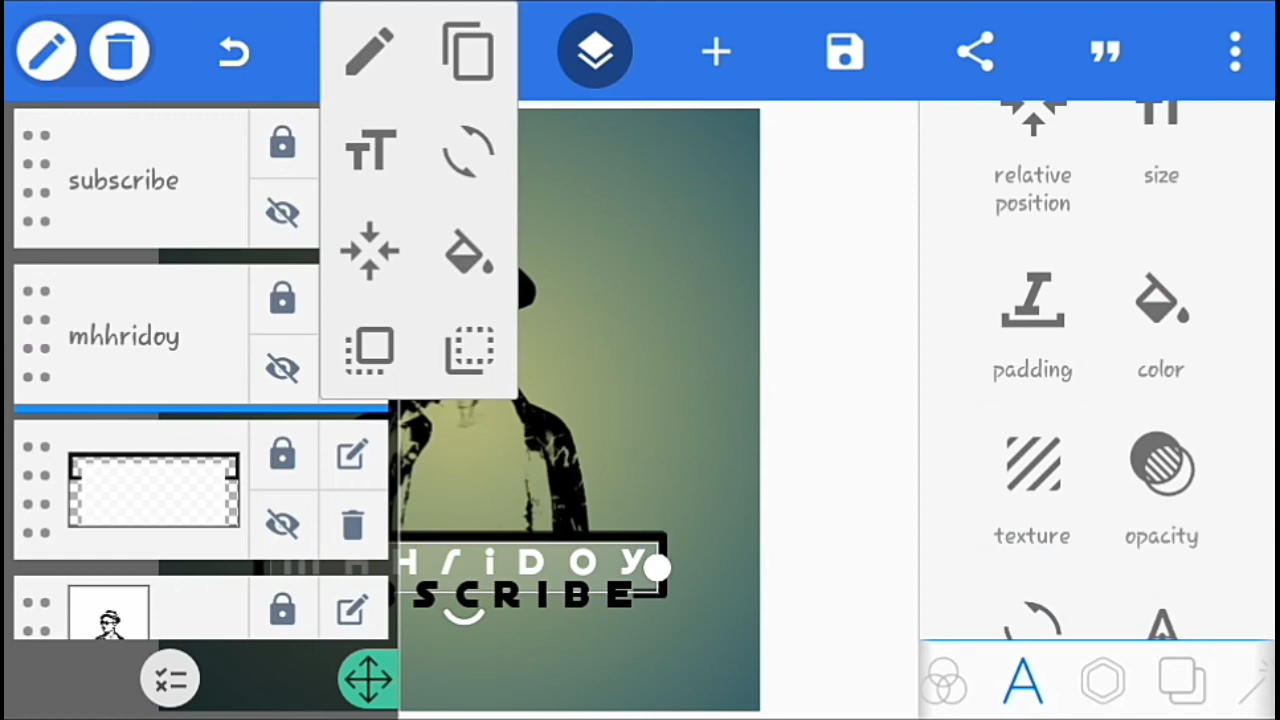 subscribe
mhhridoy
relative
position
size
padding
color
texture
opacity
HriDOY
SCRIBE